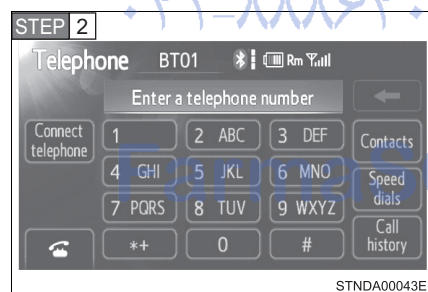 STEP 2
Telephone BT01 Rm
Enter a telephone number
Connect telephone
1 2 ABC 3 DEF
Contacts
4 GHI 5 JKL 6 MNO
Speed dials
7 PQRS 8 TUV 9 WXYZ
Call history
*+ 0 #
STNDA00043E